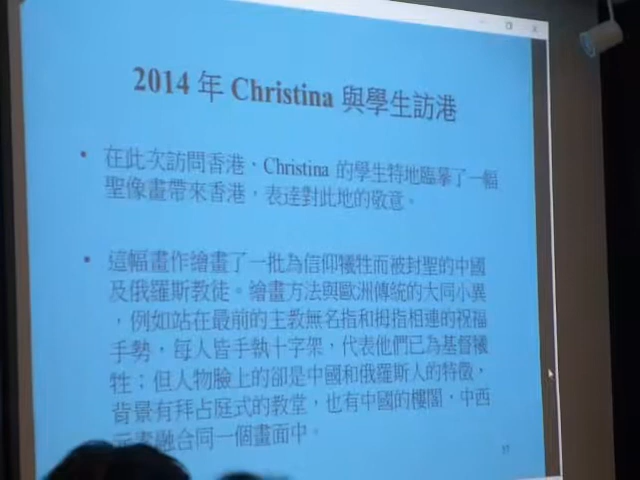 2014 年 Christina 與學生訪港
• 在此次訪問香港，Christina 的學生特地臨摹了一幅
聖像畫帶來香港，表達對此地的敬意。
• 這幅畫作繪畫了一批為信仰犧牲而被封聖的中國
及俄羅斯教徒。繪畫方法與歐洲傳統的大同小異
，例如站在最前的主教無名指和拇指相連的祝福
手勢，每人皆手執十字架，代表他們已為基督犧
牲；但人物臉上的卻是中國和俄羅斯人的特徵，
背景有拜占庭式的教堂，也有中國的樓閣，中西
元素融合同一個畫面中。